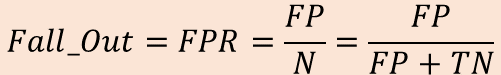 Fall_Out = FPR = FP/N = FP/(FP + TN)